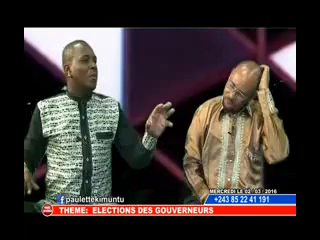 MERCREDI LE 02 / 03 / 2016
paulettekimuntu
+243 85 22 41 191
THEME: ELECTIONS DES GOUVERNEURS